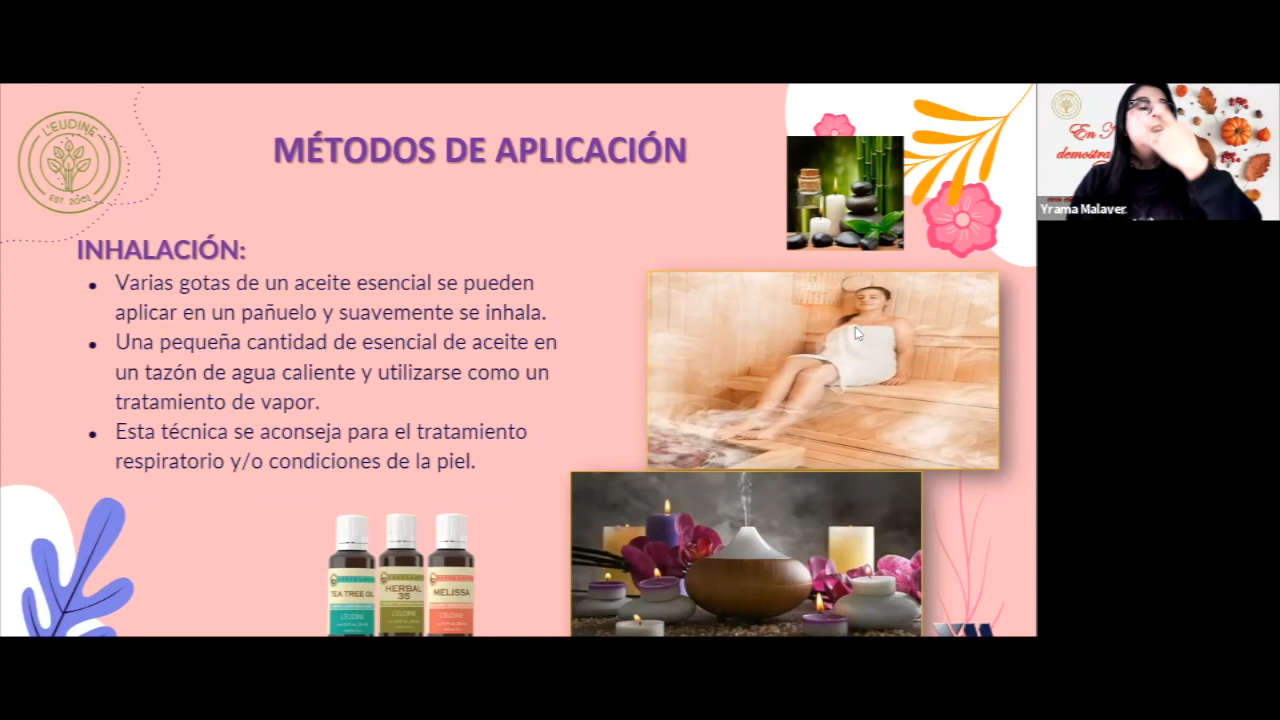 L'EUDINE
EST. 2001
MÉTODOS DE APLICACIÓN
INHALACIÓN:
• Varias gotas de un aceite esencial se pueden
aplicar en un pañuelo y suavemente se inhala.
• Una pequeña cantidad de esencial de aceite en
un tazón de agua caliente y utilizarse como un
tratamiento de vapor.
• Esta técnica se aconseja para el tratamiento
respiratorio y/o condiciones de la piel.
TEA TREE OIL
L'EUDINE
HERBAL
35
L'EUDINE
MELISSA
L'EUDINE
En
demostra
Yrama Malaver